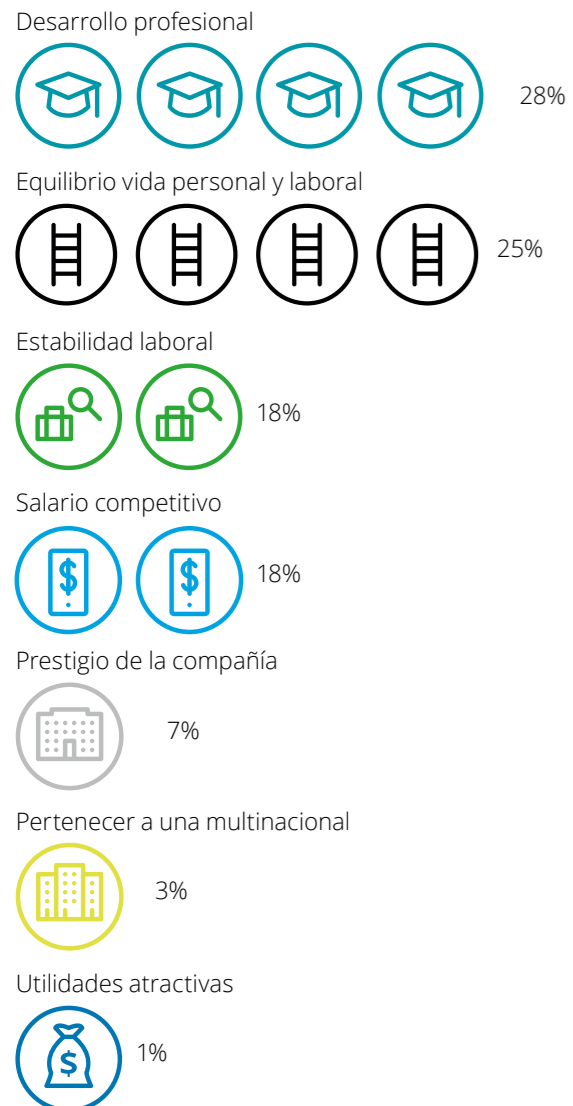 Desarrollo profesional
28%
Equilibrio vida personal y laboral
25%
Estabilidad laboral
18%
Salario competitivo
$ $
18%
Prestigio de la compañía
7%
Pertenecer a una multinacional
3%
Utilidades atractivas
$
1%